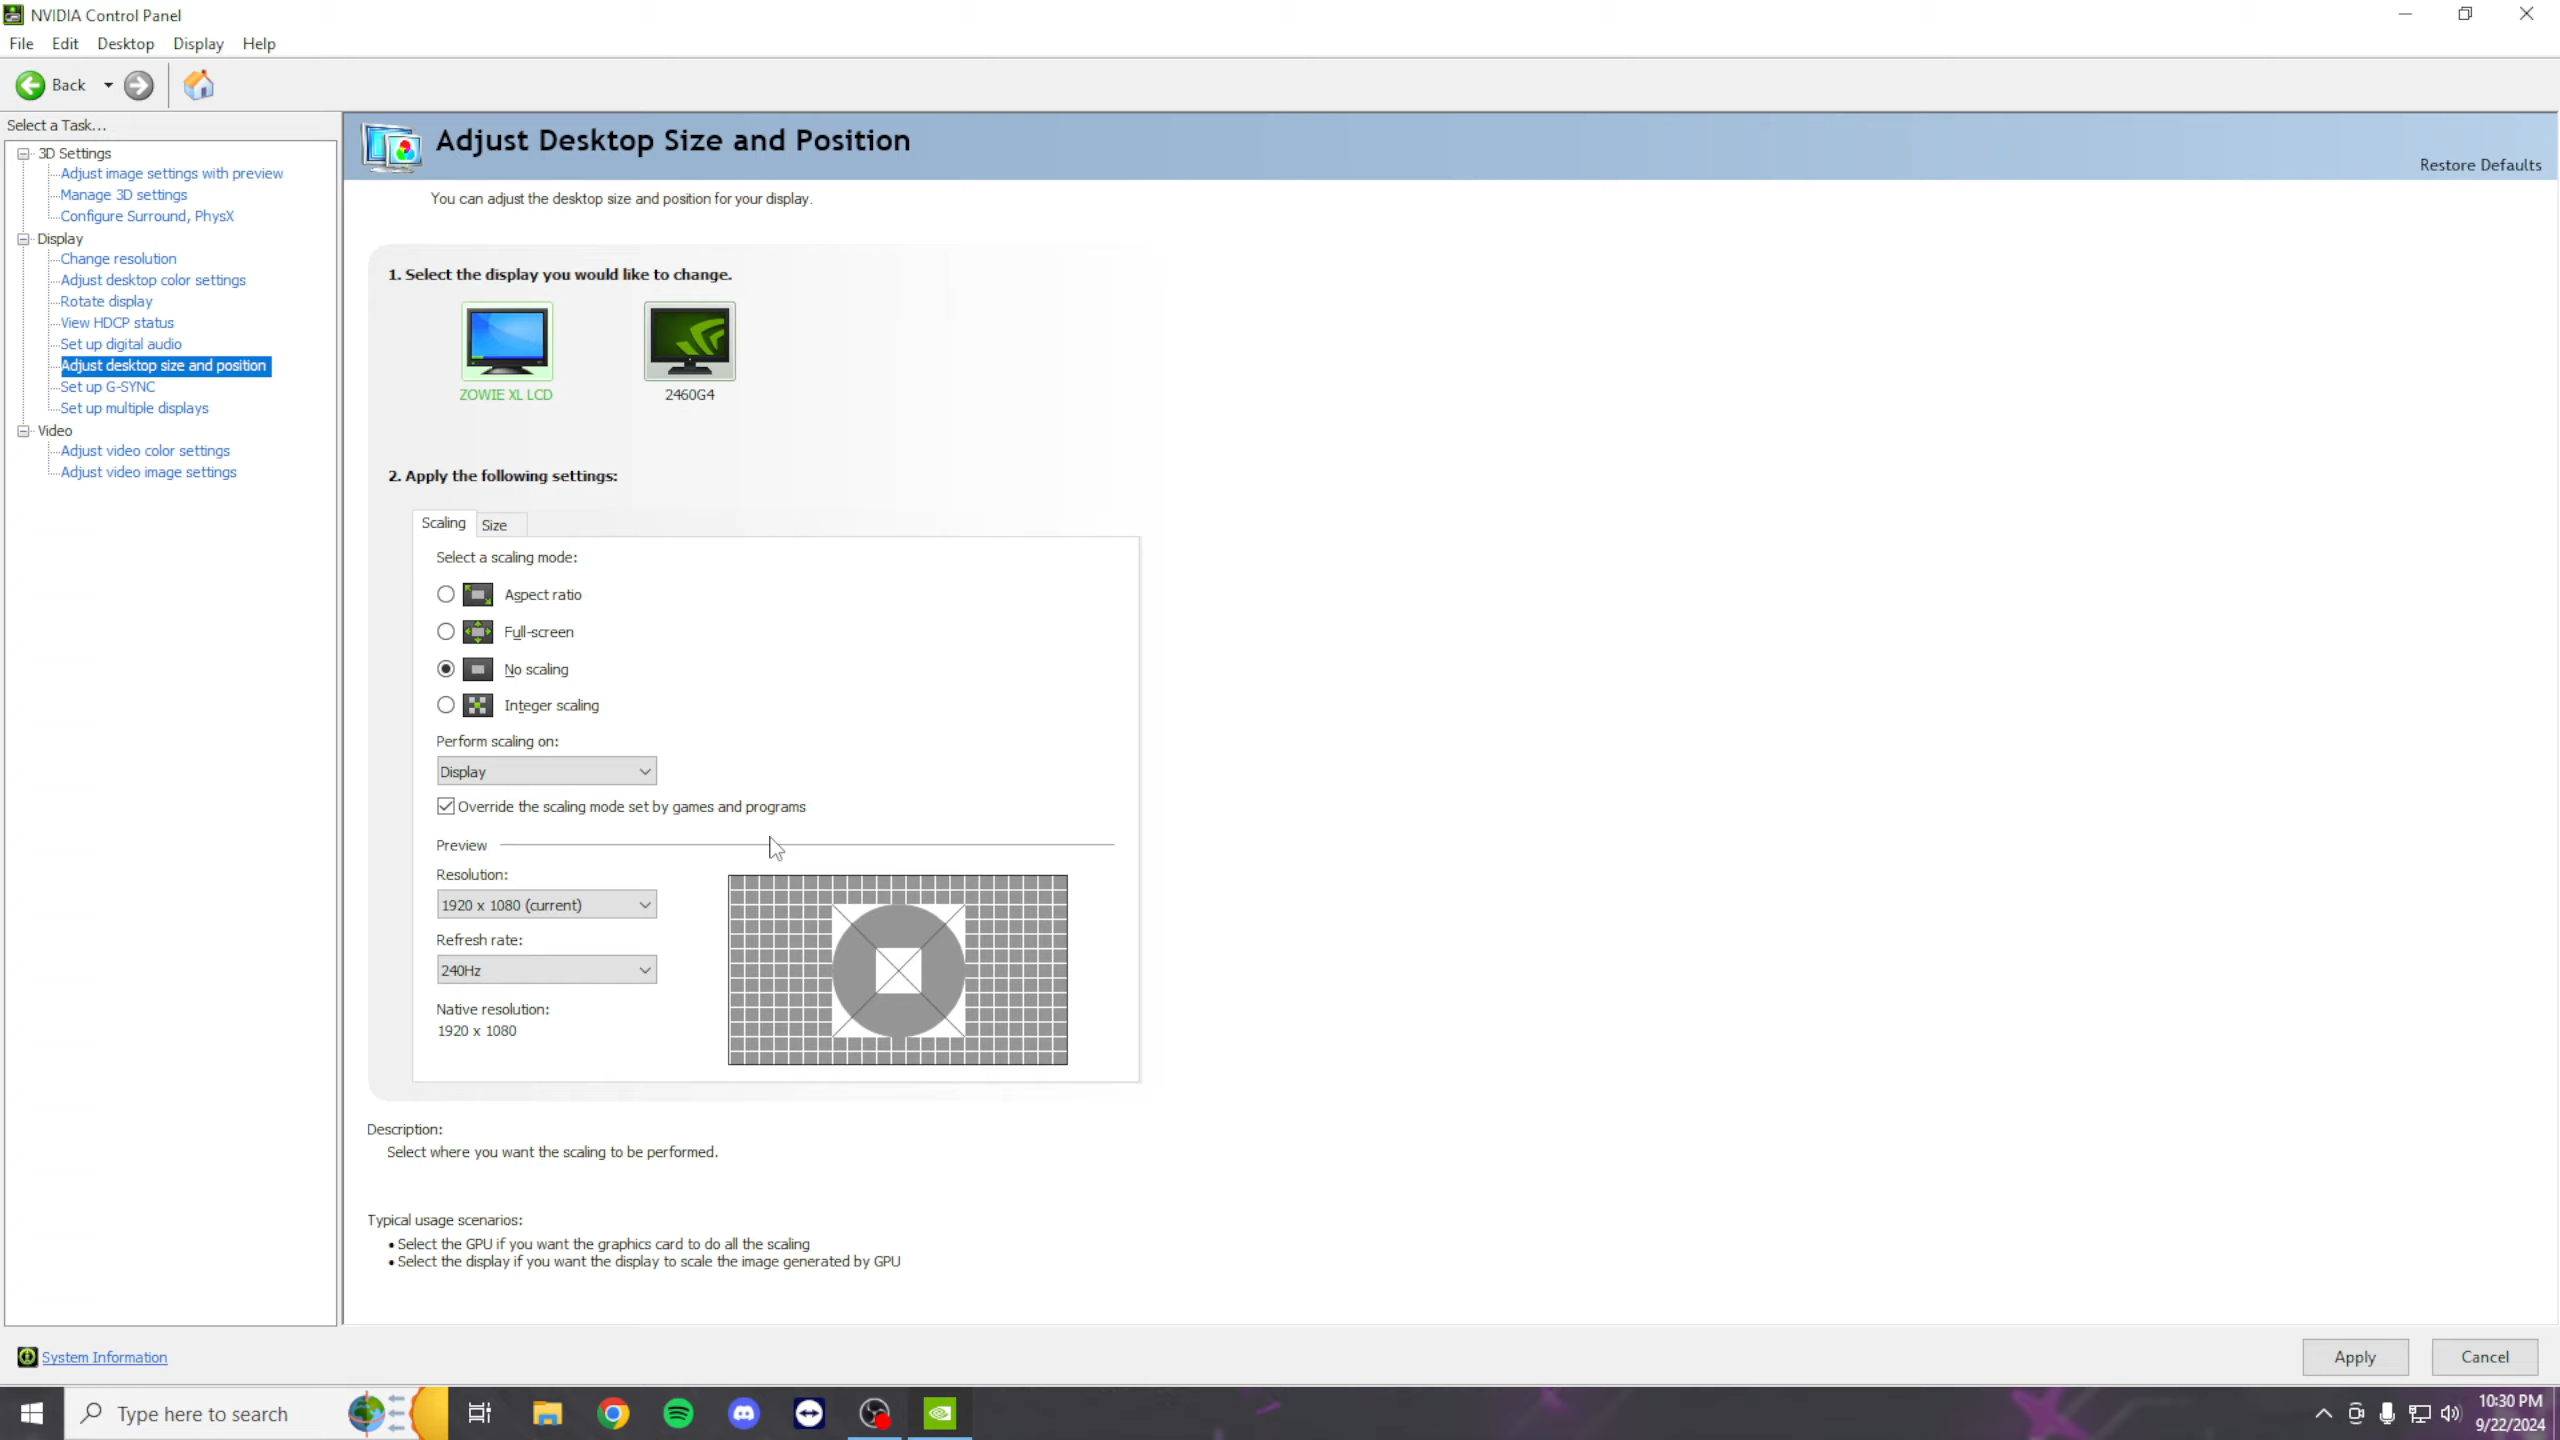 NVIDIA Control Panel
File Edit Desktop Display Help
Back
Select a Task...
3D Settings
Adjust image settings with preview
Manage 3D settings
Configure Surround, PhysX
Display
Change resolution
Adjust desktop color settings
Rotate display
View HDCP status
Set up digital audio
Adjust desktop size and position
Set up G-SYNC
Set up multiple displays
Video
Adjust video color settings
Adjust video image settings
Adjust Desktop Size and Position
Restore Defaults
You can adjust the desktop size and position for your display.
1. Select the display you would like to change.
ZOWIE XL LCD
2460G4
2. Apply the following settings:
Scaling Size
Select a scaling mode:
Aspect ratio
Full-screen
No scaling
Integer scaling
Perform scaling on:
Display
Override the scaling mode set by games and programs
Preview
Resolution:
1920 x 1080 (current)
Refresh rate:
240Hz
Native resolution:
1920 x 1080
Description:
Select where you want the scaling to be performed.
Typical usage scenarios:
• Select the GPU if you want the graphics card to do all the scaling
• Select the display if you want the display to scale the image generated by GPU
System Information
Apply Cancel
Type here to search
10:30 PM
9/22/2024